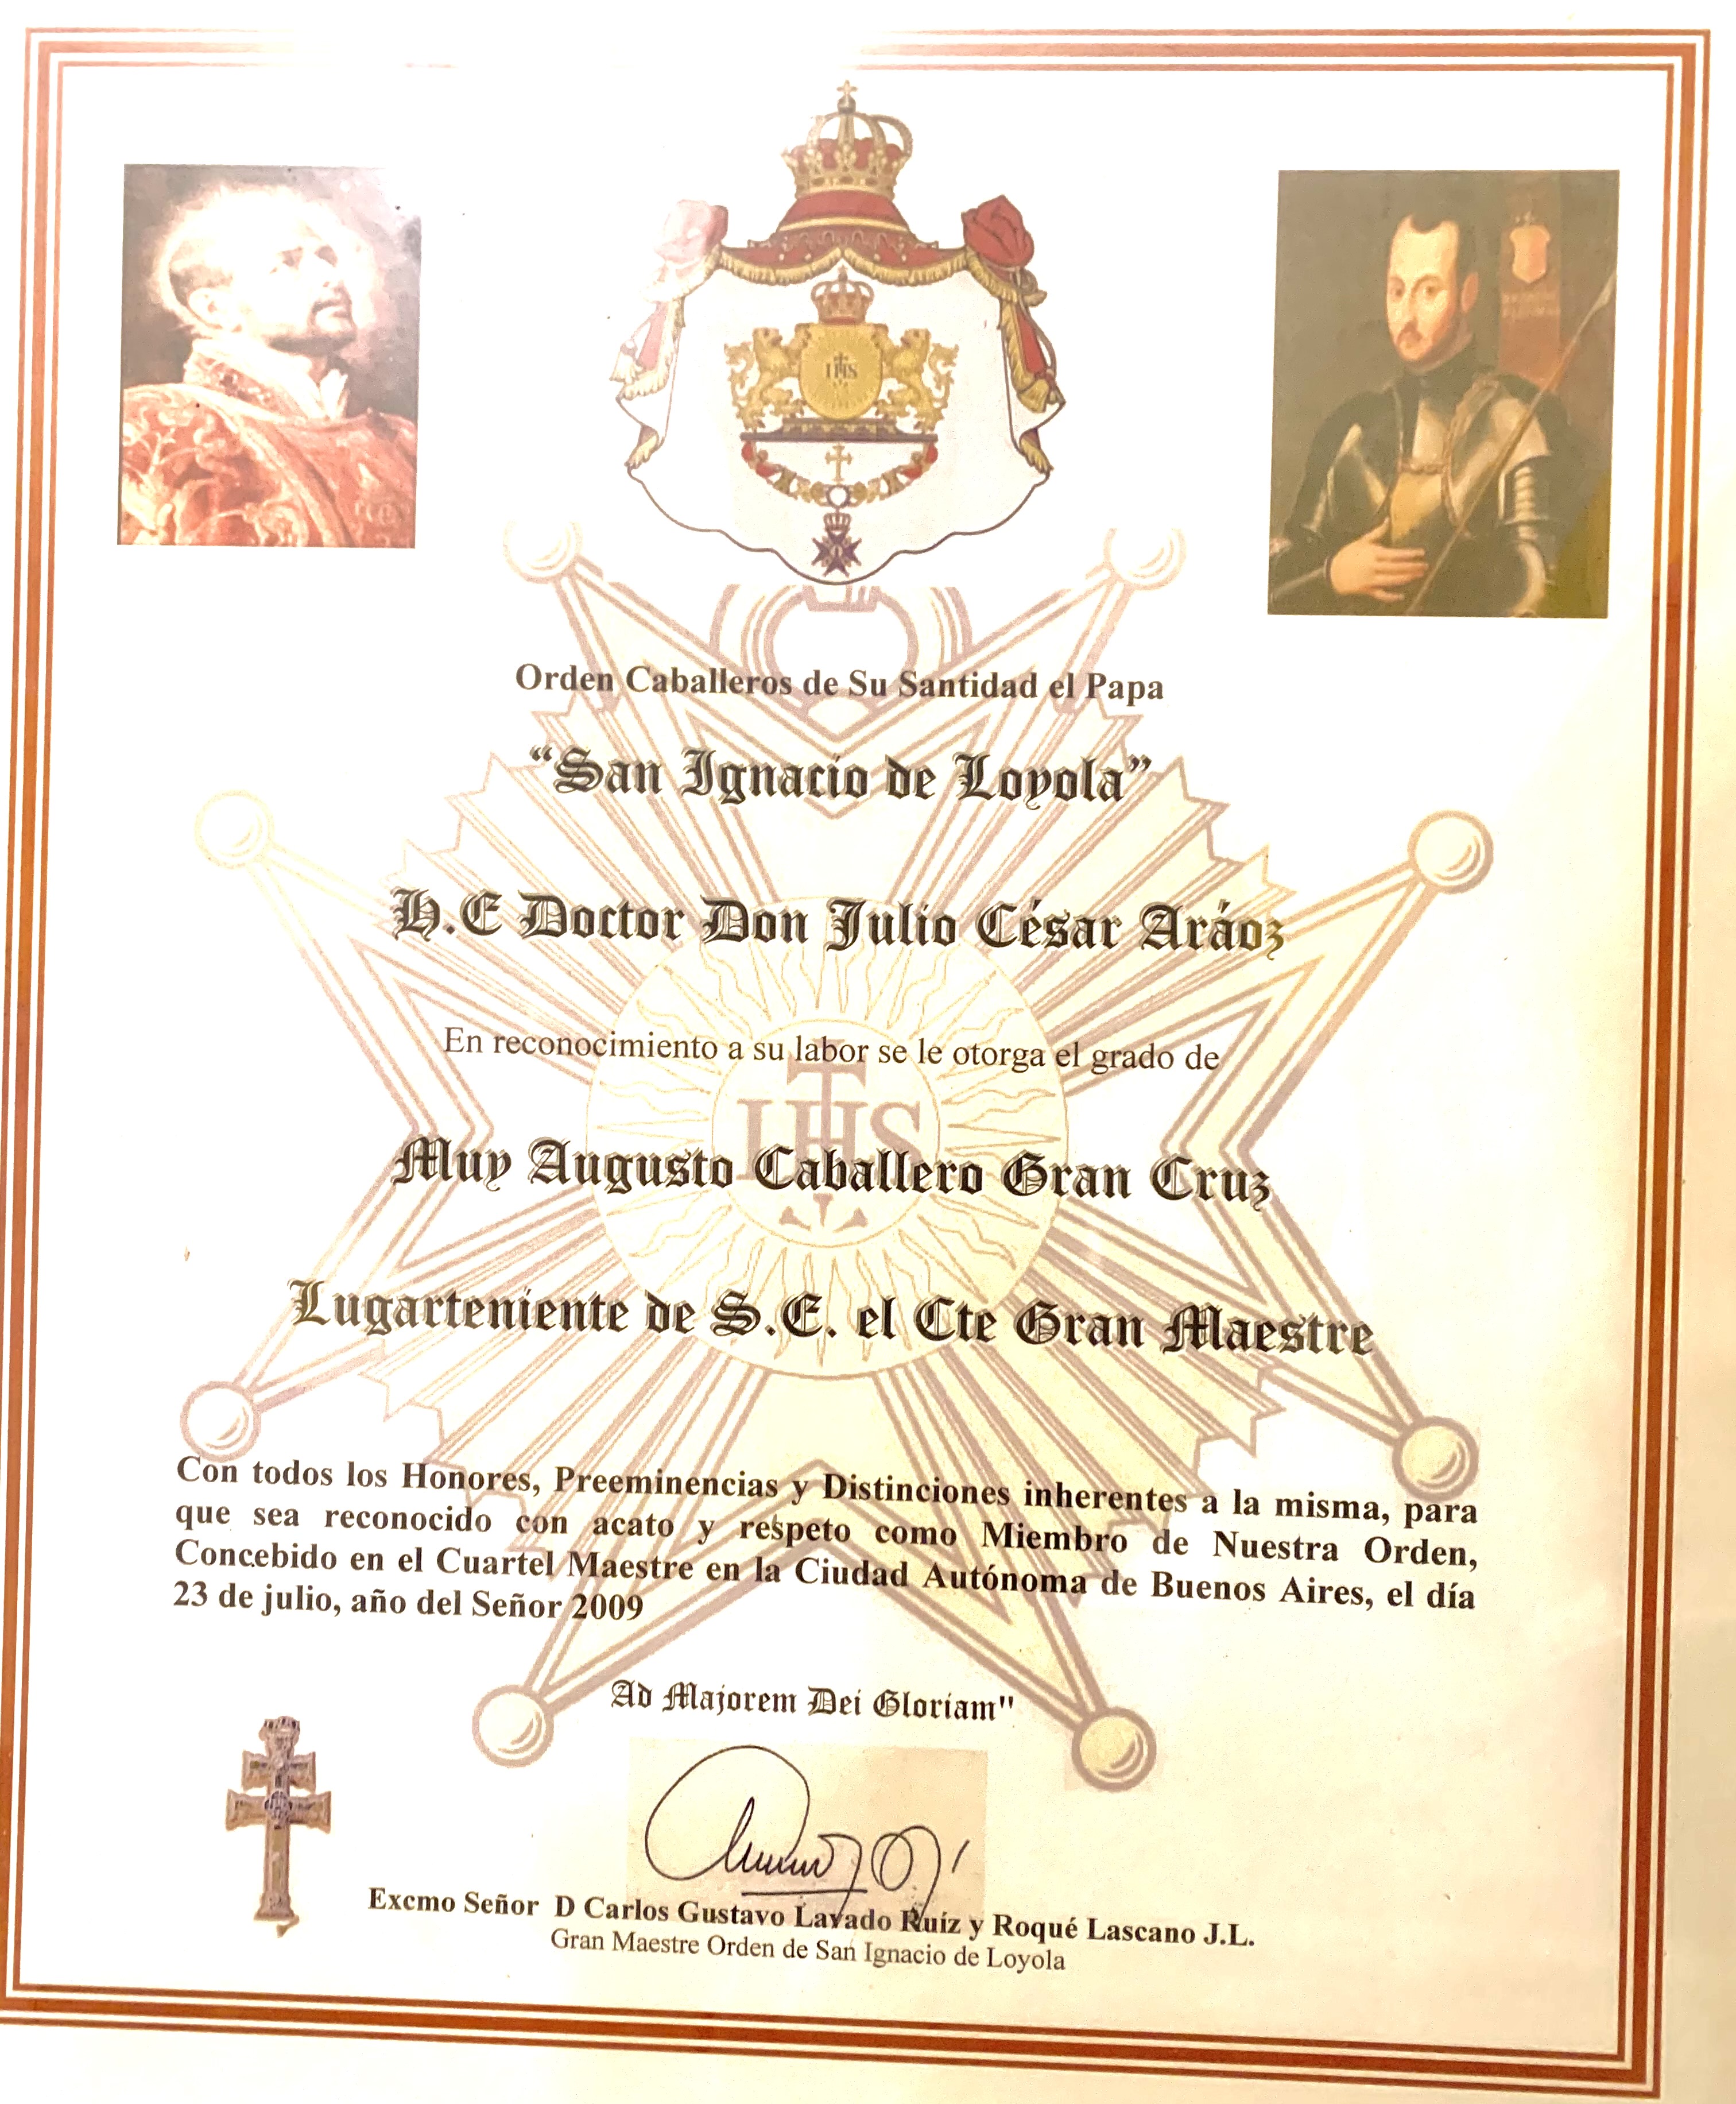 IHS
Orden Caballeros de Su Santidad el Papa
“San Ignacio de Loyola”
H.E Doctor Don Julio César Aráoz
En reconocimiento a su labor se le otorga el grado de
IHS
Muy Augusto Caballero Gran Cruz
Lugarteniente de S.E. el Cte Gran Maestre
Con todos los Honores, Preeminencias y Distinciones inherentes a la misma, para
que sea reconocido con acato y respeto como Miembro de Nuestra Orden,
Concebido en el Cuartel Maestre en la Ciudad Autónoma de Buenos Aires, el día
23 de julio, año del Señor 2009
Ad Majorem Dei Gloriam"
Excmo Señor D Carlos Gustavo Lavado Ruíz y Roqué Lascano J.L.
Gran Maestre Orden de San Ignacio de Loyola